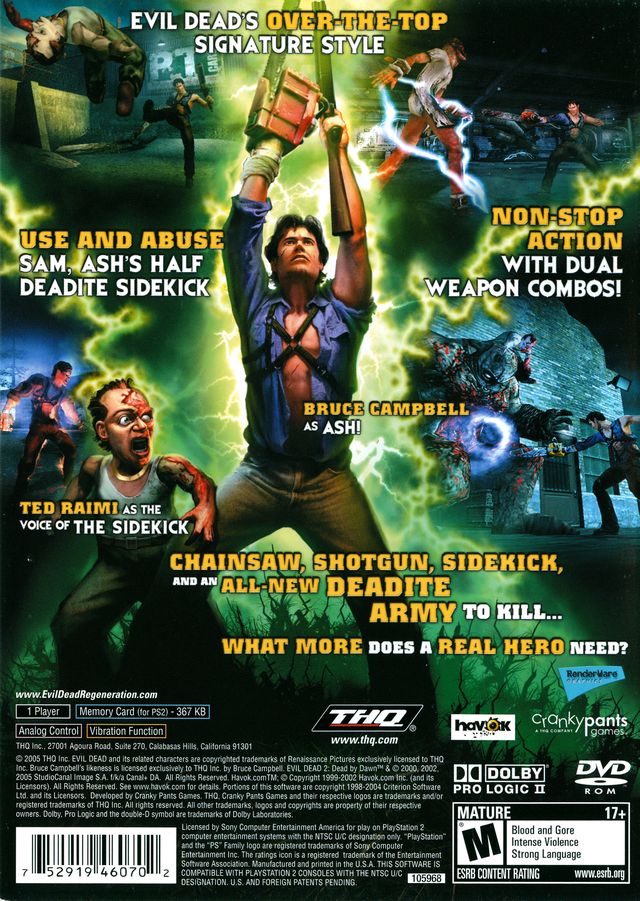 EVIL DEAD'S OVER-THE-TOP
SIGNATURE STYLE
USE AND ABUSE
SAM, ASH'S HALF
DEADITE SIDEKICK
NON-STOP
ACTION
WITH DUAL
WEAPON COMBOS!
BRUCE CAMPBELL
AS ASH!
TED RAIMI AS THE
VOICE OF THE SIDEKICK
CHAINSAW, SHOTGUN, SIDEKICK,
AND AN ALL-NEW DEADITE
ARMY TO KILL...
WHAT MORE DOES A REAL HERO NEED?
RenderWare
GRAPHICS
www.EvilDeadRegeneration.com
1 Player
Memory Card (for PS2) - 367 KB
Analog Control
Vibration Function
THQ
www.thq.com
havok
Crankypants
A THQ COMPANY games
THQ Inc., 27001 Agoura Road, Suite 270, Calabasas Hills, California 91301
© 2005 THQ Inc. EVIL DEAD and its related characters are copyrighted trademarks of Renaissance Pictures exclusively licensed to THQ
Inc. Bruce Campbell's likeness is licensed exclusively to THQ Inc. by Bruce Campbell. EVIL DEAD 2: Dead by Dawn™ & © 2000, 2002,
2005 StudioCanal Image S.A. f/k/a Canal+ DA. All Rights Reserved. Havok.comTM; © Copyright 1999-2002 Havok.com Inc. (and its
Licensors). All Rights Reserved. See www.havok.com for details. Portions of this software are copyright 1998-2004 Criterion Software
Ltd. and its Licensors. Developed by Cranky Pants Games. THQ, Cranky Pants Games and their respective logos are trademarks and/or
registered trademarks of THQ Inc. All rights reserved. All other trademarks, logos and copyrights are property of their respective
owners. Dolby, Pro Logic and the double-D symbol are trademarks of Dolby Laboratories.
DOLBY
PRO LOGIC II
DVD
ROM
Licensed by Sony Computer Entertainment America for play on PlayStation 2
computer entertainment systems with the NTSC U/C designation only. "PlayStation"
and the "PS" Family logo are registered trademarks of Sony Computer
Entertainment Inc. The ratings icon is a registered trademark of the Entertainment
Software Association. Manufactured and printed in the U.S.A. THIS SOFTWARE IS
COMPATIBLE WITH PLAYSTATION 2 CONSOLES WITH THE NTSC U/C
DESIGNATION. U.S. AND FOREIGN PATENTS PENDING.
105968
7 52919 46070 2
MATURE 17+
M
Blood and Gore
Intense Violence
Strong Language
ESRB CONTENT RATING www.esrb.org